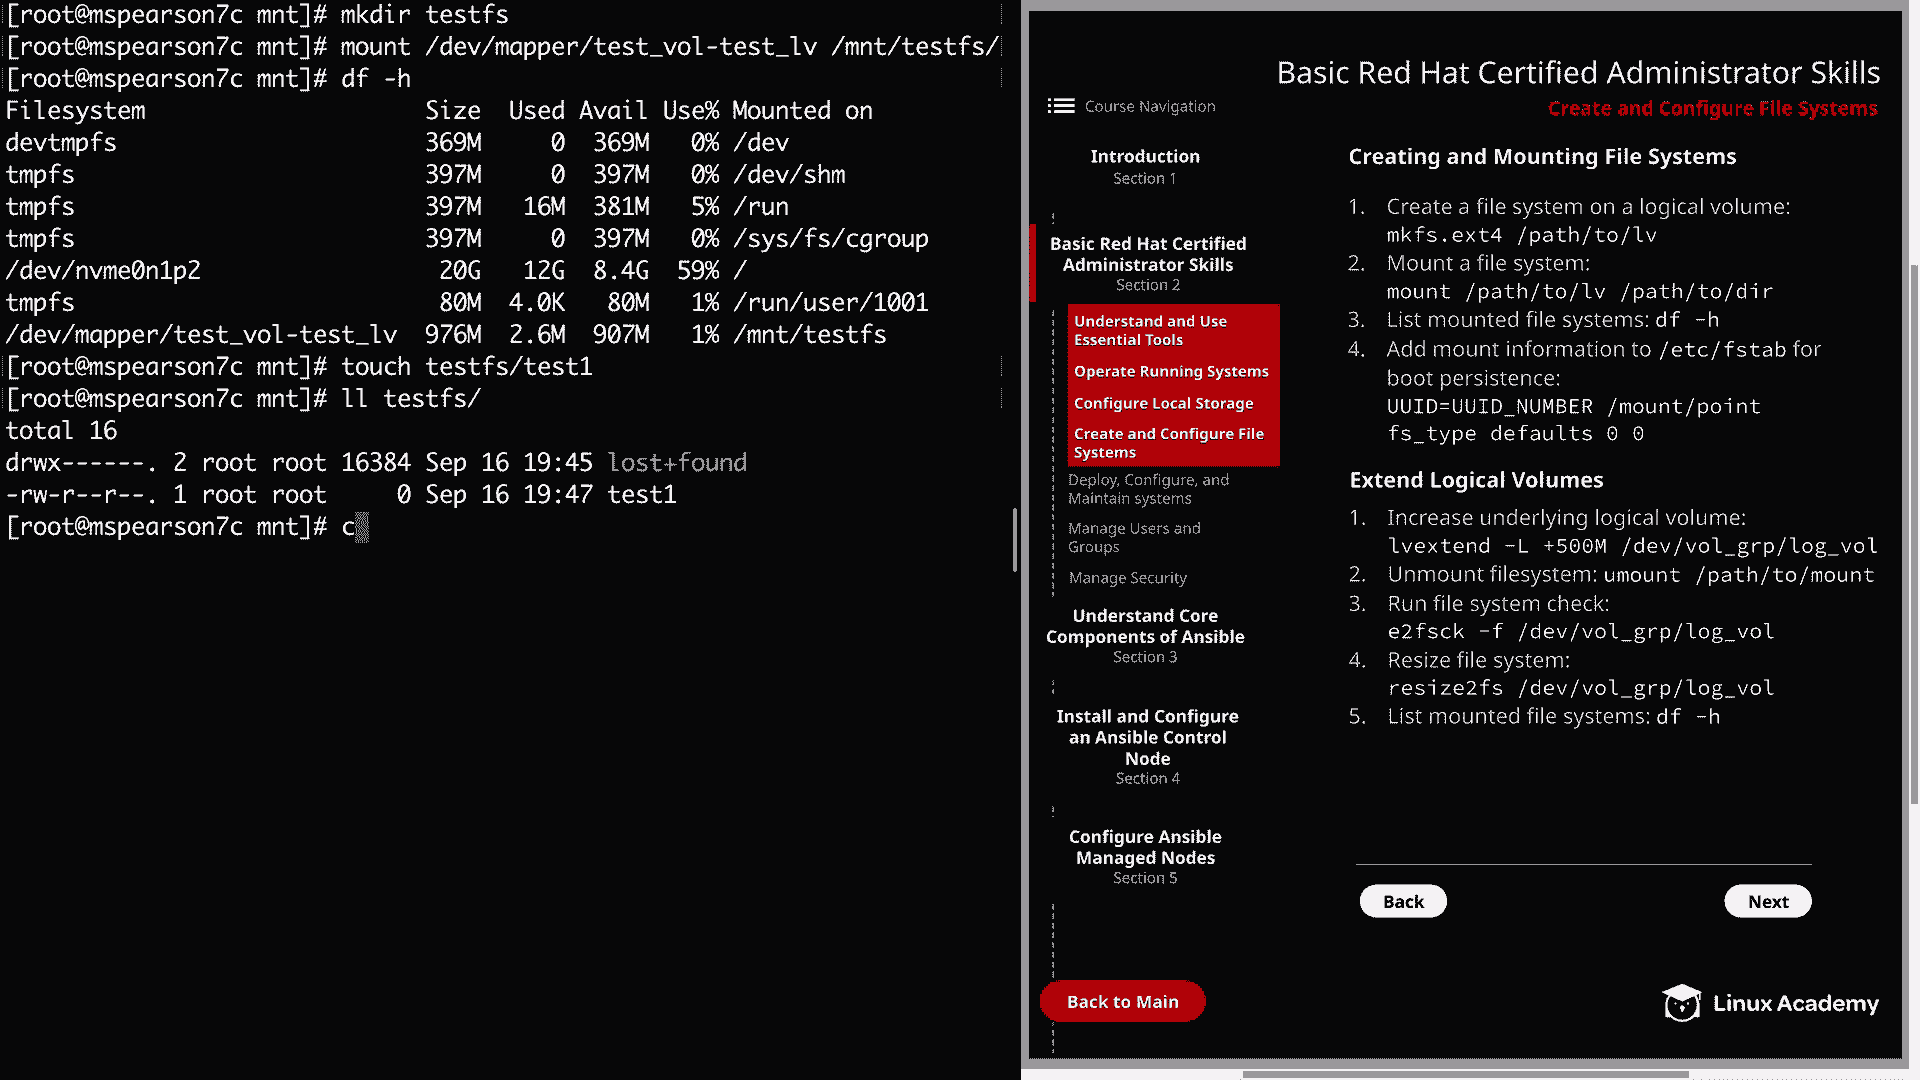 [root@mspearson7c mnt]# mkdir testfs
[root@mspearson7c mnt]# mount /dev/mapper/test_vol-test_lv /mnt/testfs/
[root@mspearson7c mnt]# df -h
Filesystem Size Used Avail Use% Mounted on
devtmpfs 369M 0 369M 0% /dev
tmpfs 397M 0 397M 0% /dev/shm
tmpfs 397M 16M 381M 5% /run
tmpfs 397M 0 397M 0% /sys/fs/cgroup
/dev/nvme0n1p2 20G 12G 8.4G 59% /
tmpfs 80M 4.0K 80M 1% /run/user/1001
/dev/mapper/test_vol-test_lv 976M 2.6M 907M 1% /mnt/testfs
[root@mspearson7c mnt]# touch testfs/test1
[root@mspearson7c mnt]# ll testfs/
total 16
drwx------. 2 root root 16384 Sep 16 19:45 lost+found
-rw-r--r--. 1 root root 0 Sep 16 19:47 test1
[root@mspearson7c mnt]# c
Basic Red Hat Certified Administrator Skills
Course Navigation
Create and Configure File Systems
Introduction
Section 1
Basic Red Hat Certified
Administrator Skills
Section 2
Understand and Use
Essential Tools
Operate Running Systems
Configure Local Storage
Create and Configure File
Systems
Deploy, Configure, and
Maintain systems
Manage Users and
Groups
Manage Security
Understand Core
Components of Ansible
Section 3
Install and Configure
an Ansible Control
Node
Section 4
Configure Ansible
Managed Nodes
Section 5
Back to Main
Creating and Mounting File Systems
1. Create a file system on a logical volume:
mkfs.ext4 /path/to/lv
2. Mount a file system:
mount /path/to/lv /path/to/dir
3. List mounted file systems: df -h
4. Add mount information to /etc/fstab for
boot persistence:
UUID=UUID_NUMBER /mount/point
fs_type defaults 0 0
Extend Logical Volumes
1. Increase underlying logical volume:
lvextend -L +500M /dev/vol_grp/log_vol
2. Unmount filesystem: umount /path/to/mount
3. Run file system check:
e2fsck -f /dev/vol_grp/log_vol
4. Resize file system:
resize2fs /dev/vol_grp/log_vol
5. List mounted file systems: df -h
Back
Next
Linux Academy